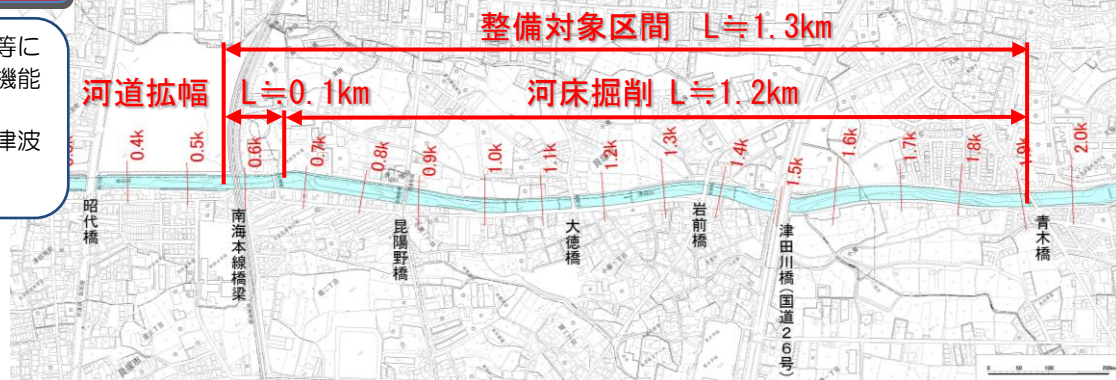 等に
機能
津波
整備対象区間 L≒1.3km
河道拡幅 L≒0.1km
河床掘削 L≒1.2km
0.4k
0.5k
0.6k
0.7k
0.8k
0.9k
1.0k
1.1k
1.2k
1.3k
1.4k
1.5k
1.6k
1.7k
1.8k
1.9k
2.0k
昭代橋
南海本線橋梁
昆陽野橋
大徳橋
岩前橋
津田川橋(国道26号)
青木橋